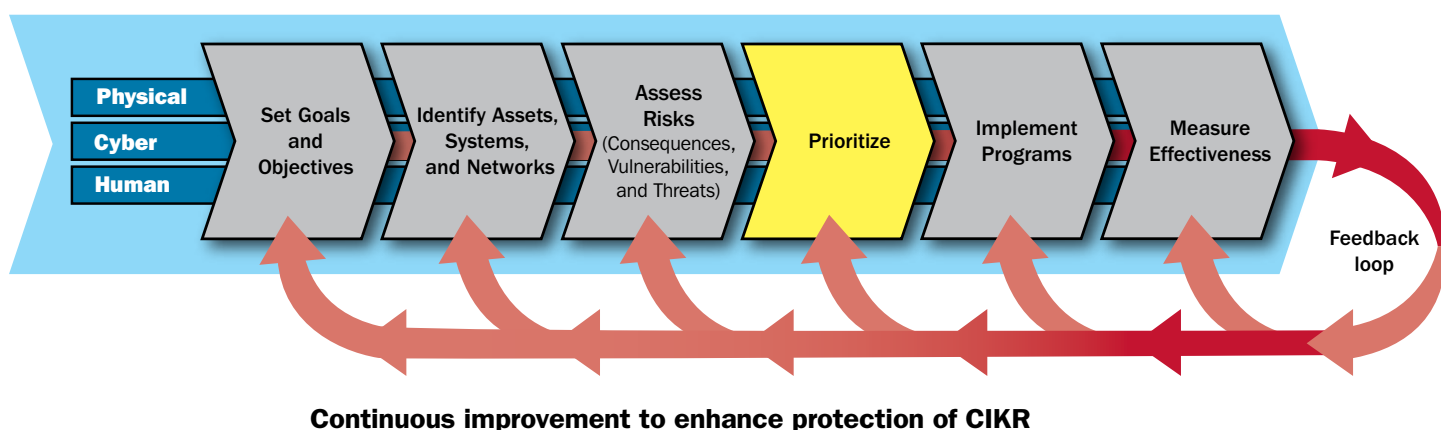 Physical
Cyber
Human
Set Goals
and
Objectives
Identify Assets,
Systems,
and Networks
Assess
Risks
(Consequences,
Vulnerabilities,
and Threats)
Prioritize
Implement
Programs
Measure
Effectiveness
Feedback
loop
Continuous improvement to enhance protection of CIKR